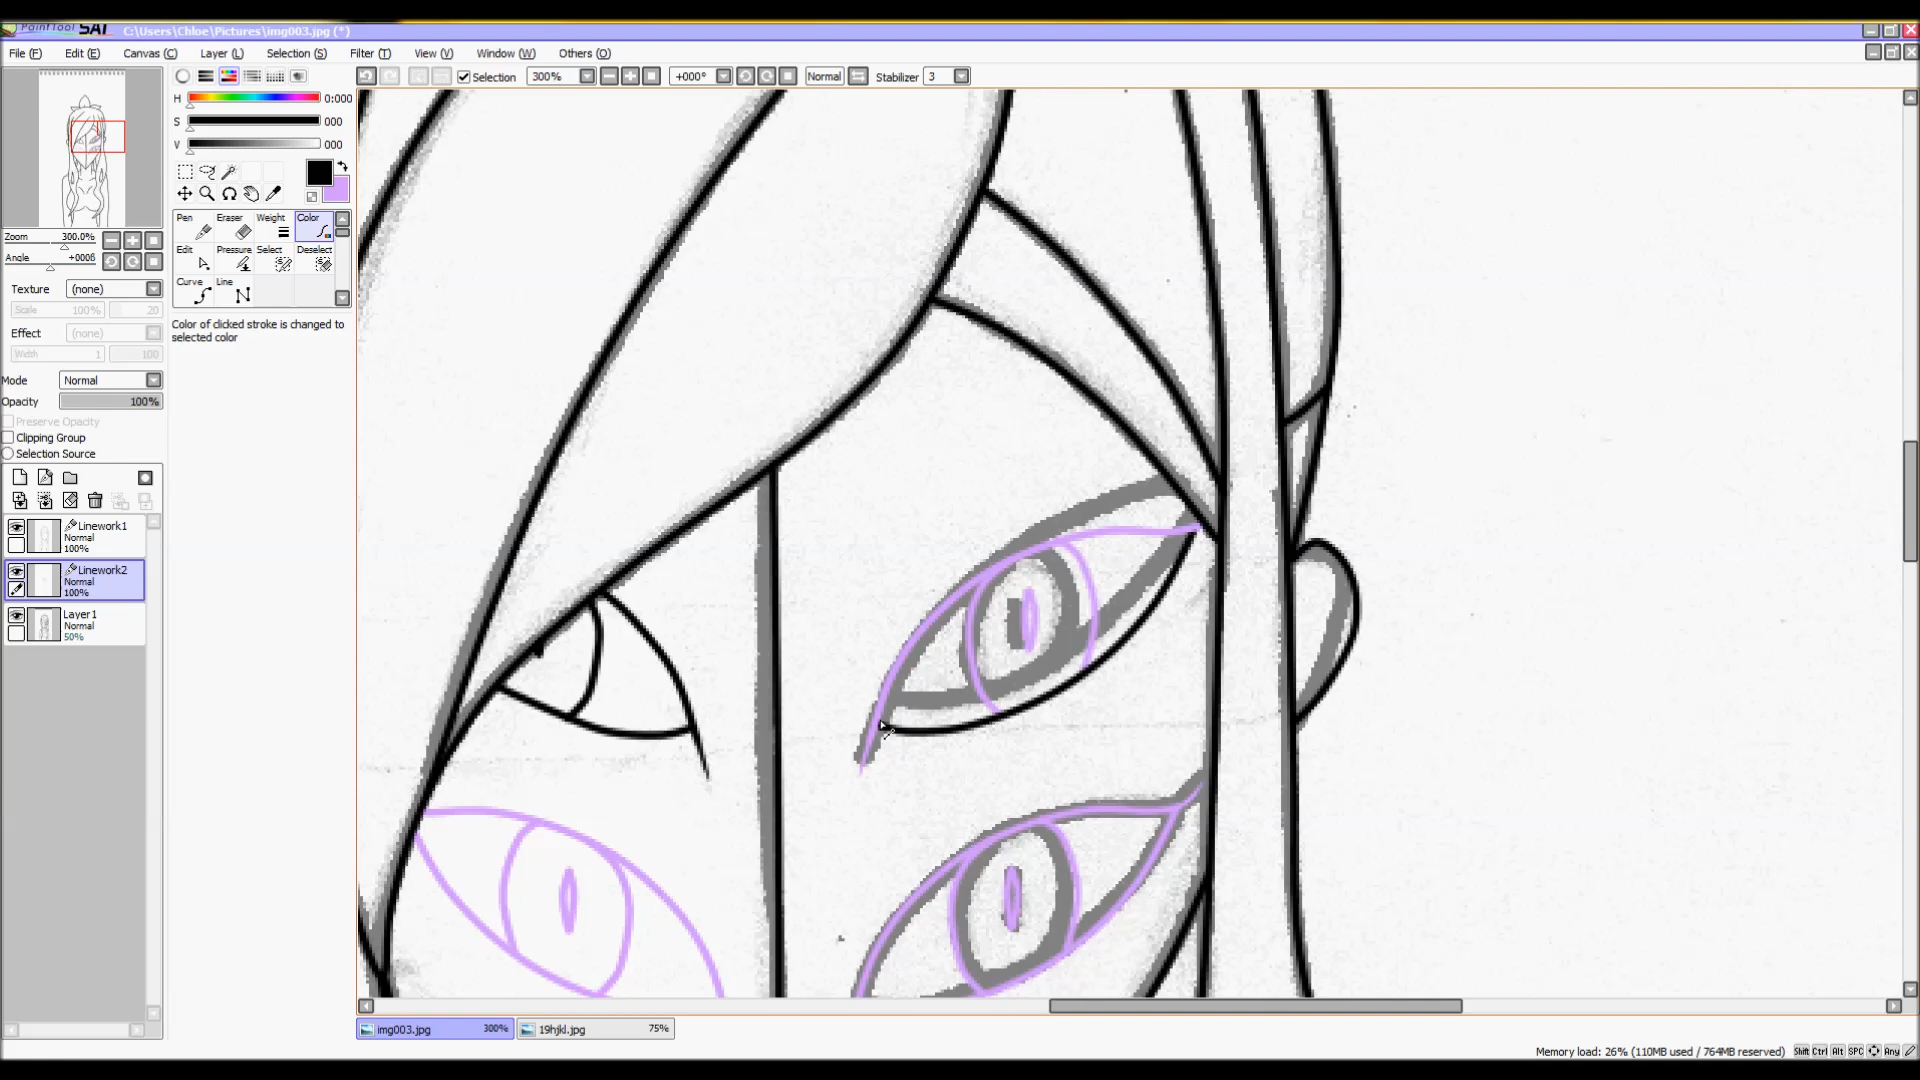 PaintTool SAI C:\Users\Chloe\Pictures\img003.jpg (*)
File (F) Edit (E) Canvas (C) Layer (L) Selection (S) Filter (T) View (V) Window (W) Others (O)
Selection 300% +000° Normal Stabilizer 3
H 0:000
S 000
V 000
Pen Eraser Weight Color
Edit Pressure Select Deselect
Curve Line
Color of clicked stroke is changed to
selected color
Zoom 300.0%
Angle +0006
Texture (none)
Scale 100% 20
Effect (none)
Width 1 100
Mode Normal
Opacity 100%
Preserve Opacity
Clipping Group
Selection Source
Linework1
Normal
100%
Linework2
Normal
100%
Layer1
Normal
50%
img003.jpg 300% 19hjkl.jpg 75%
Memory load: 26% (110MB used / 764MB reserved) Shift Ctrl Alt SPC Any